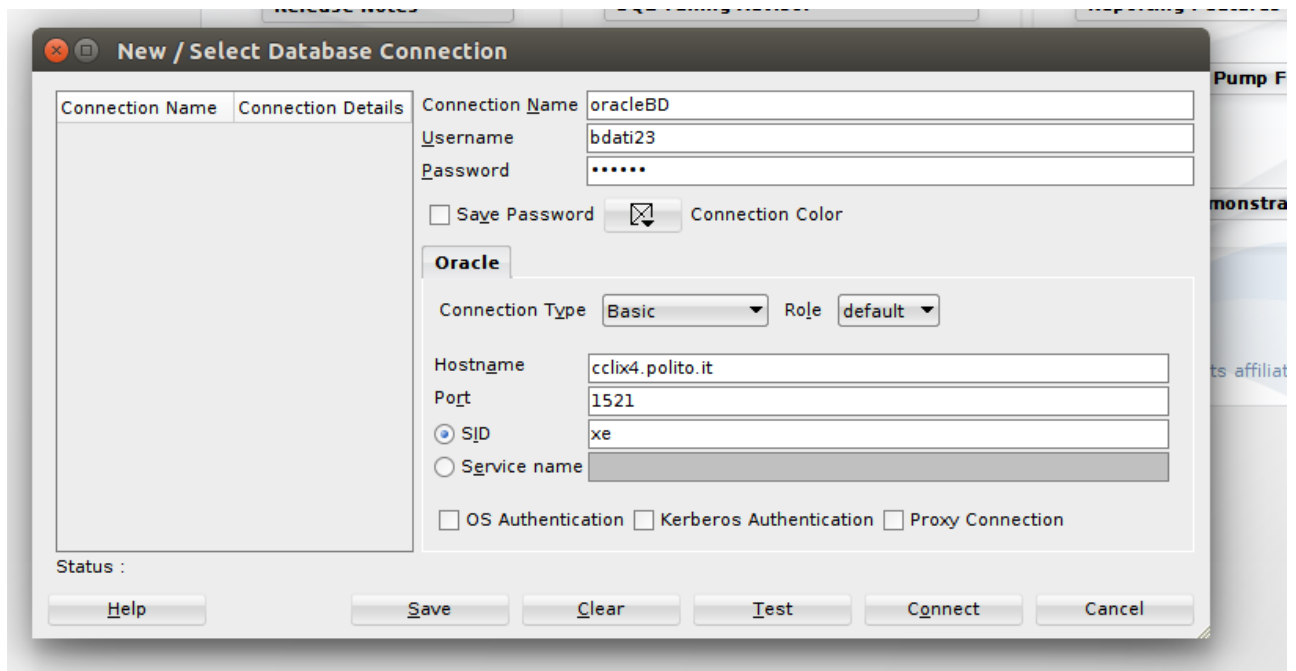 New / Select Database Connection
Pump F
Connection Name Connection Details
Connection Name oracleBD
Username bdati23
Password ••••••
Save Password Connection Color
monstra
Oracle
Connection Type Basic Role default
Hostname cclix4.polito.it
ts affiliat
Port 1521
SID xe
Service name
OS Authentication Kerberos Authentication Proxy Connection
Status :
Help Save Clear Test Connect Cancel